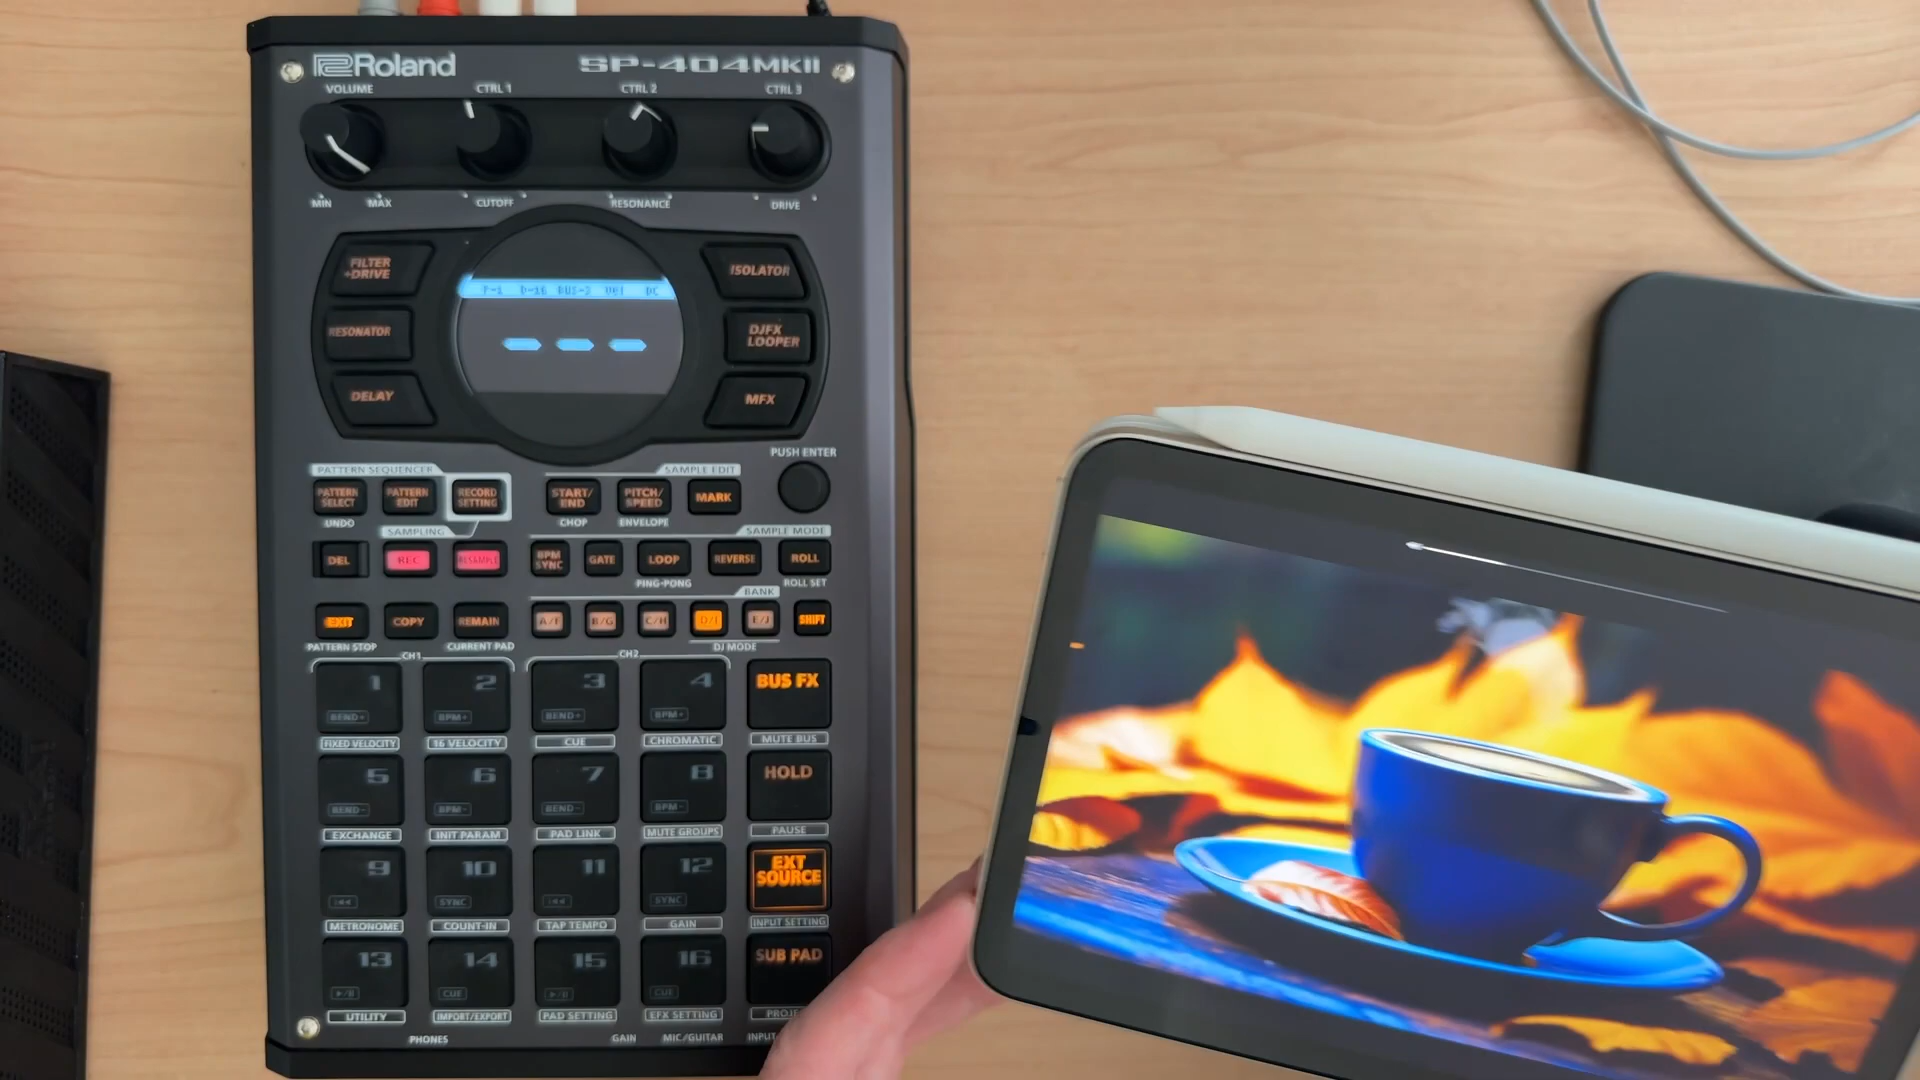 Roland SP-404MKII
VOLUME CTRL 1 CTRL 2 CTRL 3
MIN MAX CUTOFF RESONANCE DRIVE
FILTER +DRIVE
ISOLATOR
P-1 D-16 BUS-3
RESONATOR
DJFX LOOPER
DELAY
MFX
PUSH ENTER
PATTERN SEQUENCER SAMPLE EDIT
PATTERN SELECT PATTERN EDIT RECORD SETTING START/END PITCH/SPEED MARK
UNDO CHOP ENVELOPE
SAMPLING SAMPLE MODE
DEL REC RESAMPLE BPM SYNC GATE LOOP REVERSE ROLL
PING-PONG ROLL SET
BANK
EXIT COPY REMAIN A/F B/G C/H D/I E/J SHIFT
PATTERN STOP CURRENT PAD DJ MODE
CH1 CH2
1 2 3 4 BUS FX
BEND+ BPM+ BEND+ BPM+
FIXED VELOCITY 16 VELOCITY CUE CHROMATIC MUTE BUS
5 6 7 8 HOLD
BEND- BPM- BEND- BPM-
EXCHANGE INIT PARAM PAD LINK MUTE GROUPS PAUSE
9 10 11 12 EXT SOURCE
SYNC SYNC
METRONOME COUNT-IN TAP TEMPO GAIN INPUT SETTING
13 14 15 16 SUB PAD
CUE CUE
UTILITY IMPORT/EXPORT PAD SETTING EFX SETTING
PHONES GAIN MIC/GUITAR INPUT